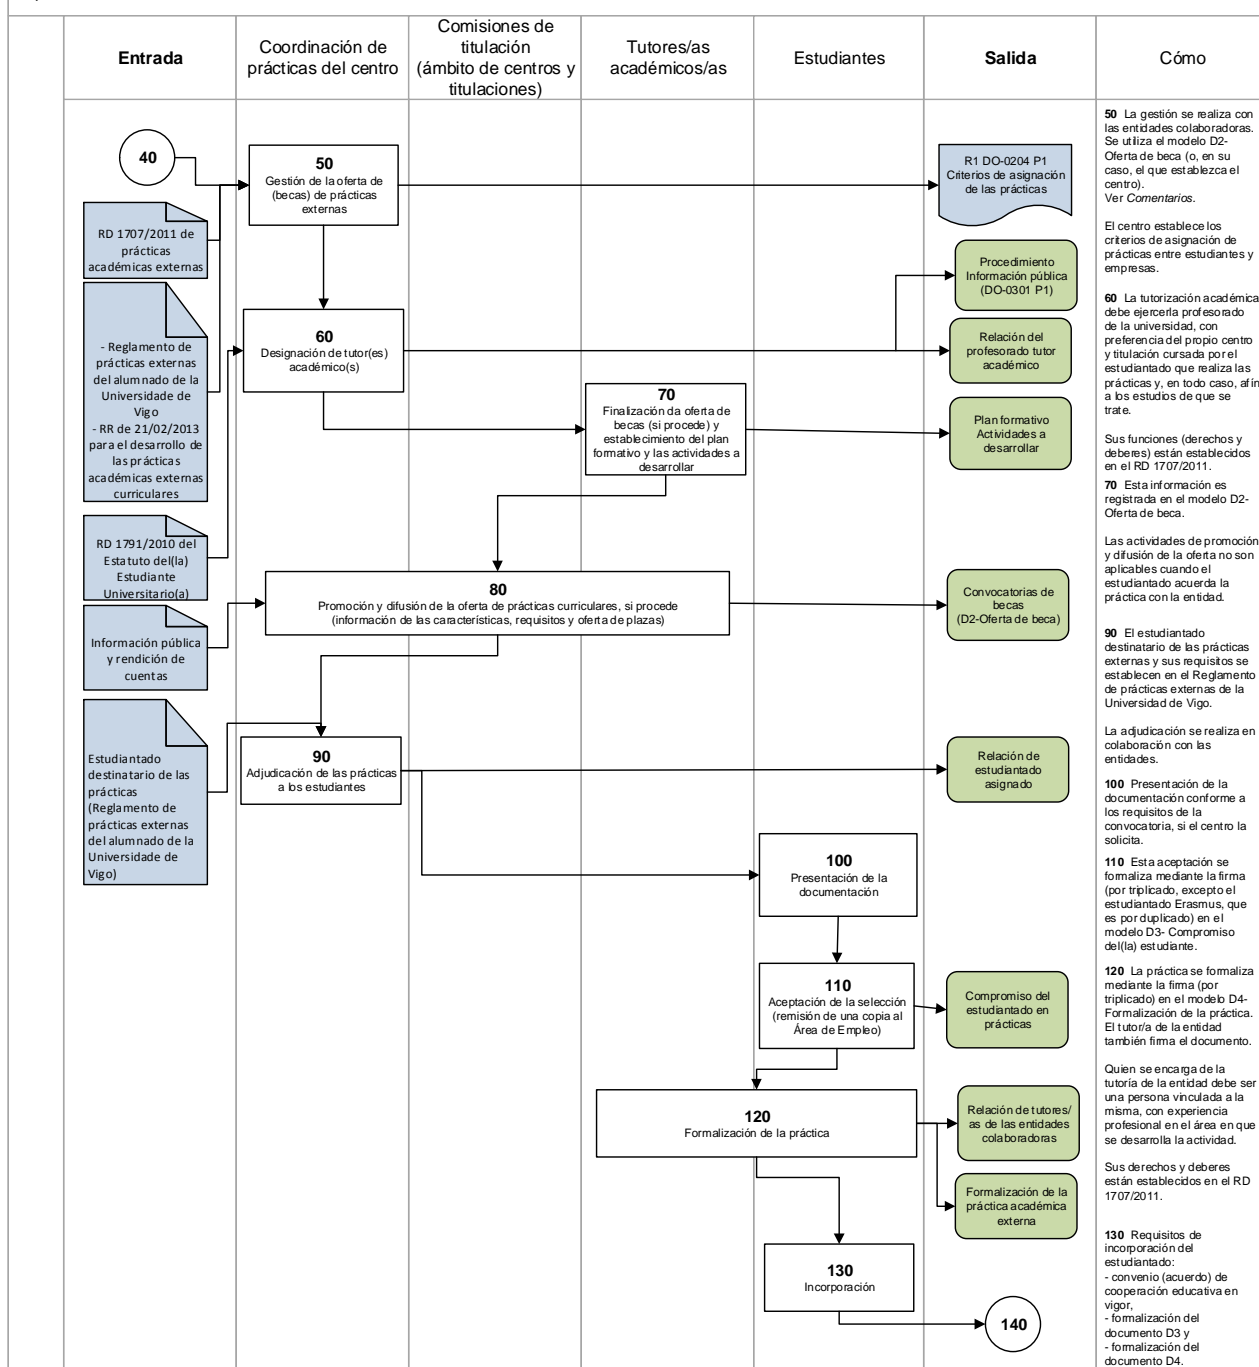 Entrada
Coordinación de
prácticas del centro
Comisiones de
titulación
(ámbito de centros y
titulaciones)
Tutores/as
académicos/as
Estudiantes
Salida
Cómo
40
50
Gestión de la oferta de
(becas) de prácticas
externas
R1 DO-0204 P1
Criterios de asignación
de las prácticas
RD 1707/2011 de
prácticas
académicas externas
Procedimiento
Información pública
(DO-0301 P1)
- Reglamento de
prácticas externas
del alumnado de la
Universidade de
Vigo
- RR de 21/02/2013
para el desarrollo de
las prácticas
académicas externas
curriculares
60
Designación de tutor(es)
académico(s)
Relación del
profesorado tutor
académico
70
Finalización da oferta de
becas (si procede) y
establecimiento del plan
formativo y las actividades a
desarrollar
Plan formativo
Actividades a
desarrollar
RD 1791/2010 del
Estatuto del(la)
Estudiante
Universitario(a)
80
Promoción y difusión de la oferta de prácticas curriculares, si procede
(información de las características, requisitos y oferta de plazas)
Convocatorias de
becas
(D2-Oferta de beca)
Información pública
y rendición de
cuentas
Estudiantado
destinatario de las
prácticas
(Reglamento de
prácticas externas
del alumnado de la
Universidade de
Vigo)
90
Adjudicación de las prácticas
a los estudiantes
Relación de
estudiantado
asignado
100
Presentación de la
documentación
110
Aceptación de la selección
(remisión de una copia al
Área de Empleo)
Compromiso del
estudiantado en
prácticas
120
Formalización de la práctica
Relación de tutores/
as de las entidades
colaboradoras
Formalización de la
práctica académica
externa
130
Incorporación
140
50 La gestión se realiza con
las entidades colaboradoras.
Se utiliza el modelo D2-
Oferta de beca (o, en su
caso, el que establezca el
centro).
Ver Comentarios.
El centro establece los
criterios de asignación de
prácticas entre estudiantes y
empresas.
60 La tutorización académica
debe ejercerla profesorado
de la universidad, con
preferencia del propio centro
y titulación cursada por el
estudiantado que realiza las
prácticas y, en todo caso, afín
a los estudios de que se
trate.
Sus funciones (derechos y
deberes) están establecidos
en el RD 1707/2011.
70 Esta información es
registrada en el modelo D2-
Oferta de beca.
Las actividades de promoción
y difusión de la oferta no son
aplicables cuando el
estudiantado acuerda la
práctica con la entidad.
90 El estudiantado
destinatario de las prácticas
externas y sus requisitos se
establecen en el Reglamento
de prácticas externas de la
Universidad de Vigo.
La adjudicación se realiza en
colaboración con las
entidades.
100 Presentación de la
documentación conforme a
los requisitos de la
convocatoria, si el centro la
solicita.
110 Esta aceptación se
formaliza mediante la firma
(por triplicado, excepto el
estudiantado Erasmus, que
es por duplicado) en el
modelo D3- Compromiso
del(la) estudiante.
120 La práctica se formaliza
mediante la firma (por
triplicado) en el modelo D4-
Formalización de la práctica.
El tutor/a de la entidad
también firma el documento.
Quien se encarga de la
tutoría de la entidad debe ser
una persona vinculada a la
misma, con experiencia
profesional en el área en que
se desarrolla la actividad.
Sus derechos y deberes
están establecidos en el RD
1707/2011.
130 Requisitos de
incorporación del
estudiantado:
- convenio (acuerdo) de
cooperación educativa en
vigor,
- formalización del
documento D3 y
- formalización del
documento D4.